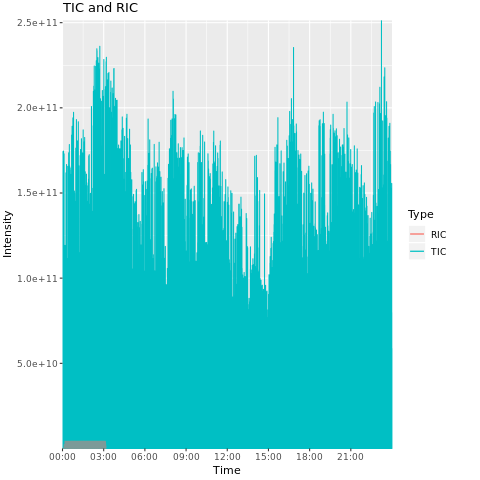 TIC and RIC
2.5e+11
2.0e+11
1.5e+11
1.0e+11
5.0e+10
Intensity
00:00 03:00 06:00 09:00 12:00 15:00 18:00 21:00
Time
Type
RIC
TIC